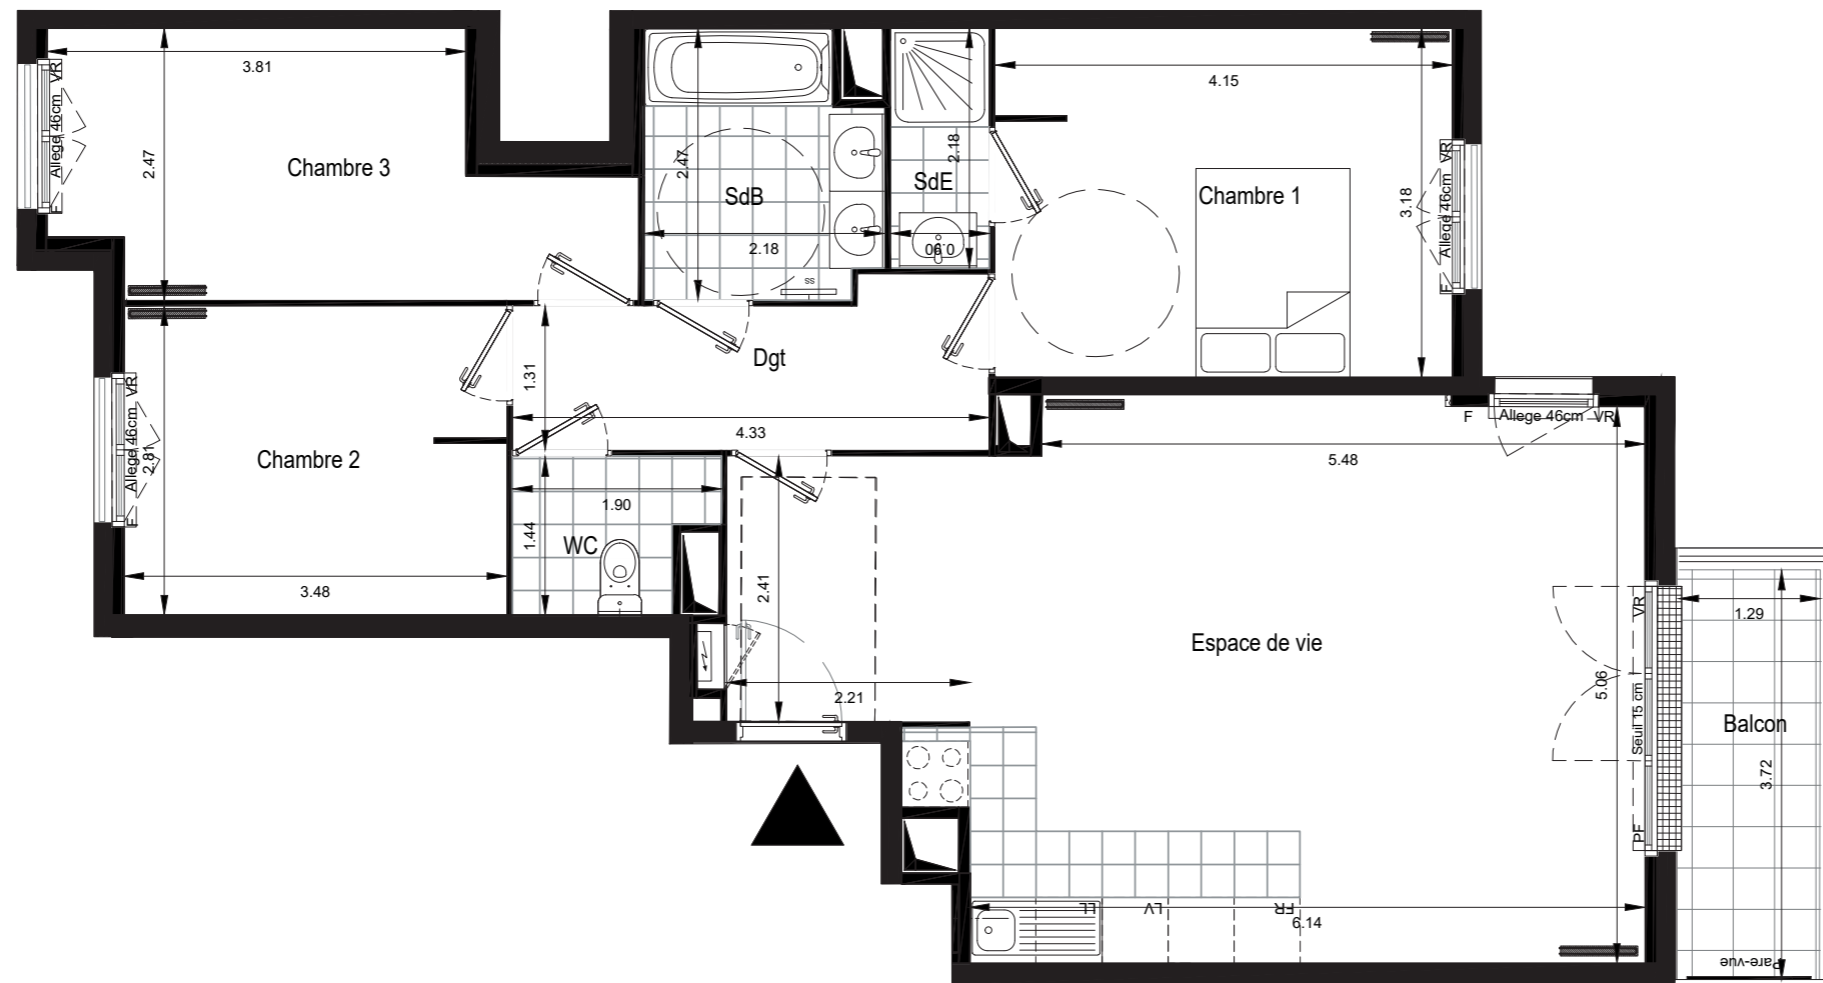 3.81
4.15
VR
Allege 46cm
F
2.47
Chambre 3
2.47
SdB
2.18
SS
2.18
SdE
0.90
Chambre 1
3.18
VR
Allege 46cm
F
Dgt
1.31
4.33
VR
Allege 46cm
F
2.81
Chambre 2
3.48
1.90
1.44
WC
2.41
2.21
F
Allege 46cm
VR
5.48
Espace de vie
VR
5.06
Seuil 15 cm
PF
1.29
Balcon
3.72
Pare-vue
LL
LV
FR
6.14